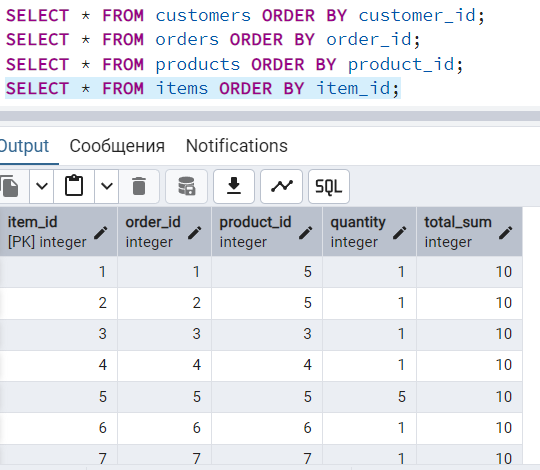 SELECT * FROM customers ORDER BY customer_id;
SELECT * FROM orders ORDER BY order_id;
SELECT * FROM products ORDER BY product_id;
SELECT * FROM items ORDER BY item_id;
Output Сообщения Notifications
SQL
item_id order_id product_id quantity total_sum
[PK] integer integer integer integer integer
1 1 5 1 10
2 2 5 1 10
3 3 3 1 10
4 4 4 1 10
5 5 5 5 10
6 6 6 1 10
7 7 7 1 10